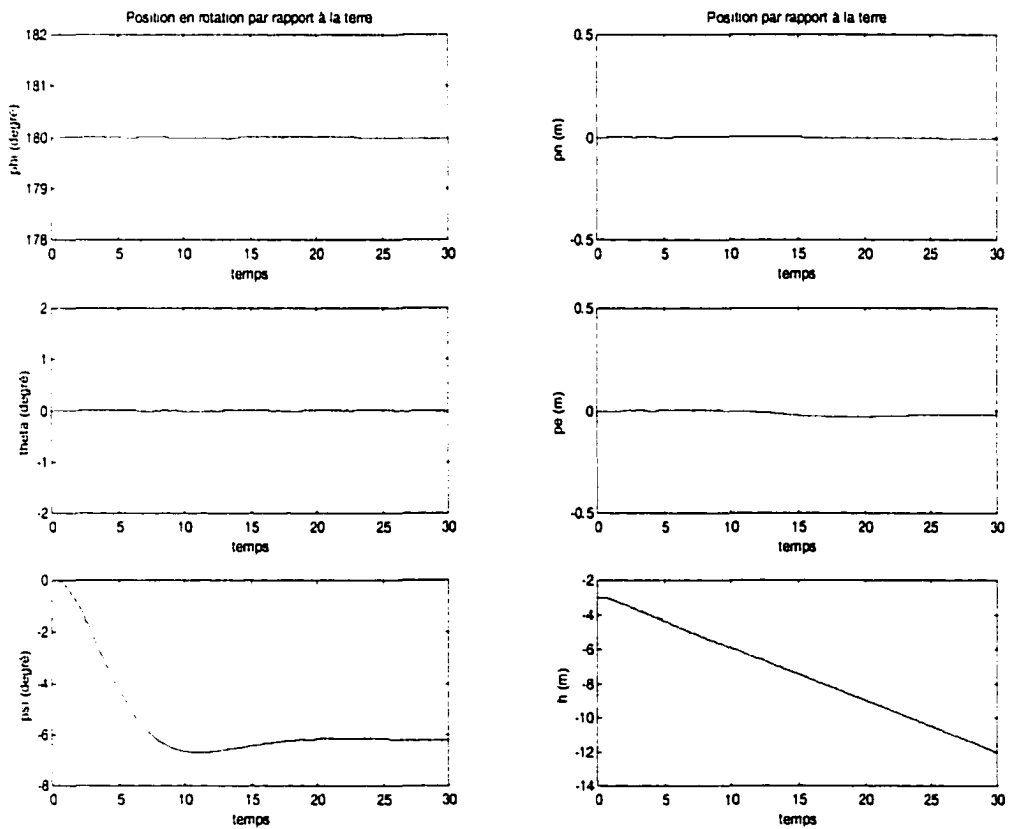 Position en rotation par rapport à la terre
182
181
180
179
178
phi (degré)
0 5 10 15 20 25 30
temps
Position par rapport à la terre
0.5
0
-0.5
pn (m)
0 5 10 15 20 25 30
temps
2
1
0
-1
-2
theta (degré)
0 5 10 15 20 25 30
temps
0.5
0
-0.5
pe (m)
0 5 10 15 20 25 30
temps
0
-2
-4
-6
-8
psi (degré)
0 5 10 15 20 25 30
temps
-2
-4
-6
-8
-10
-12
-14
h (m)
0 5 10 15 20 25 30
temps